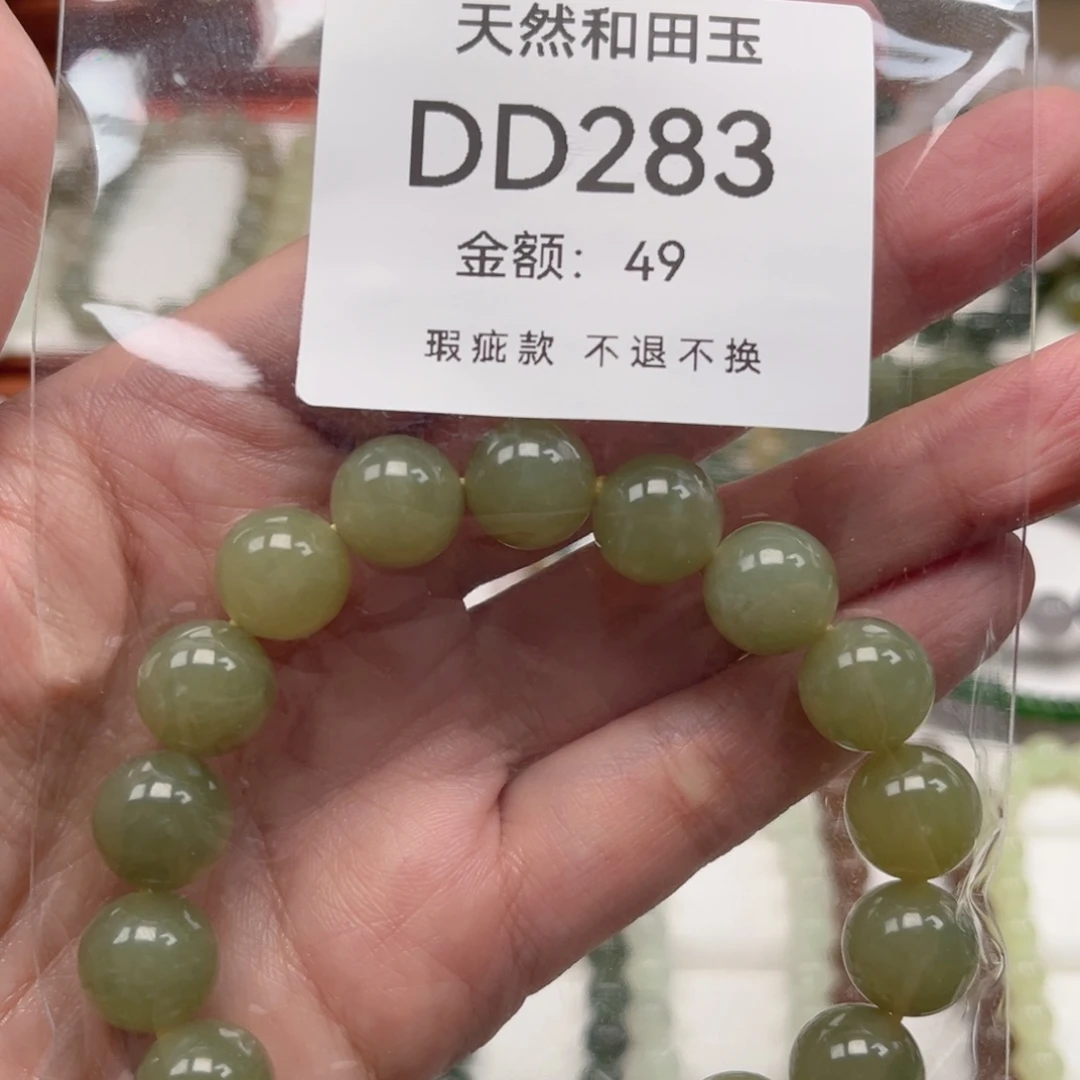 天然和田玉
DD283
金额：49
瑕疵款 不退不换